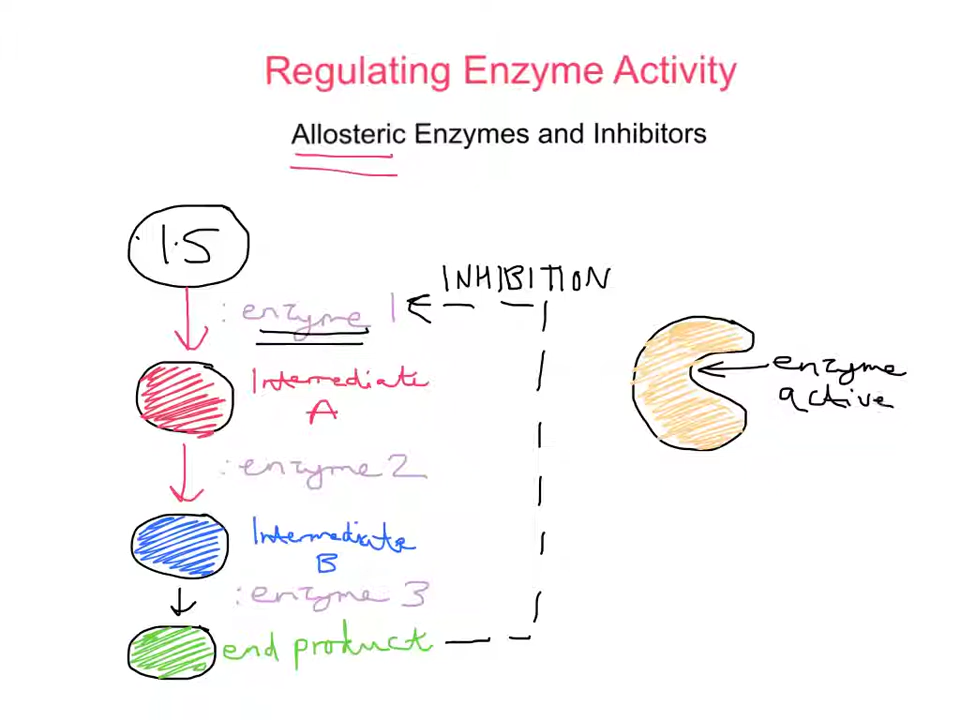 Regulating Enzyme Activity
Allosteric Enzymes and Inhibitors
I.S
INHIBITION
: enzyme 1
Intermediate
A
enzyme
active
: enzyme 2
Intermediate
B
: enzyme 3
end product